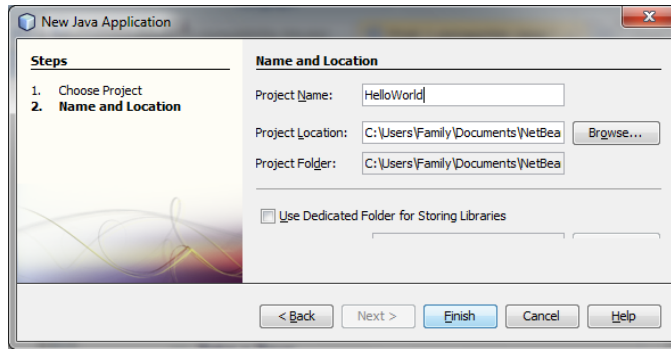 New Java Application
Steps
1. Choose Project
2. Name and Location
Name and Location
Project Name: HelloWorld
Project Location: C:\Users\Family\Documents\NetBea Browse...
Project Folder: C:\Users\Family\Documents\NetBea
Use Dedicated Folder for Storing Libraries
< Back Next > Finish Cancel Help